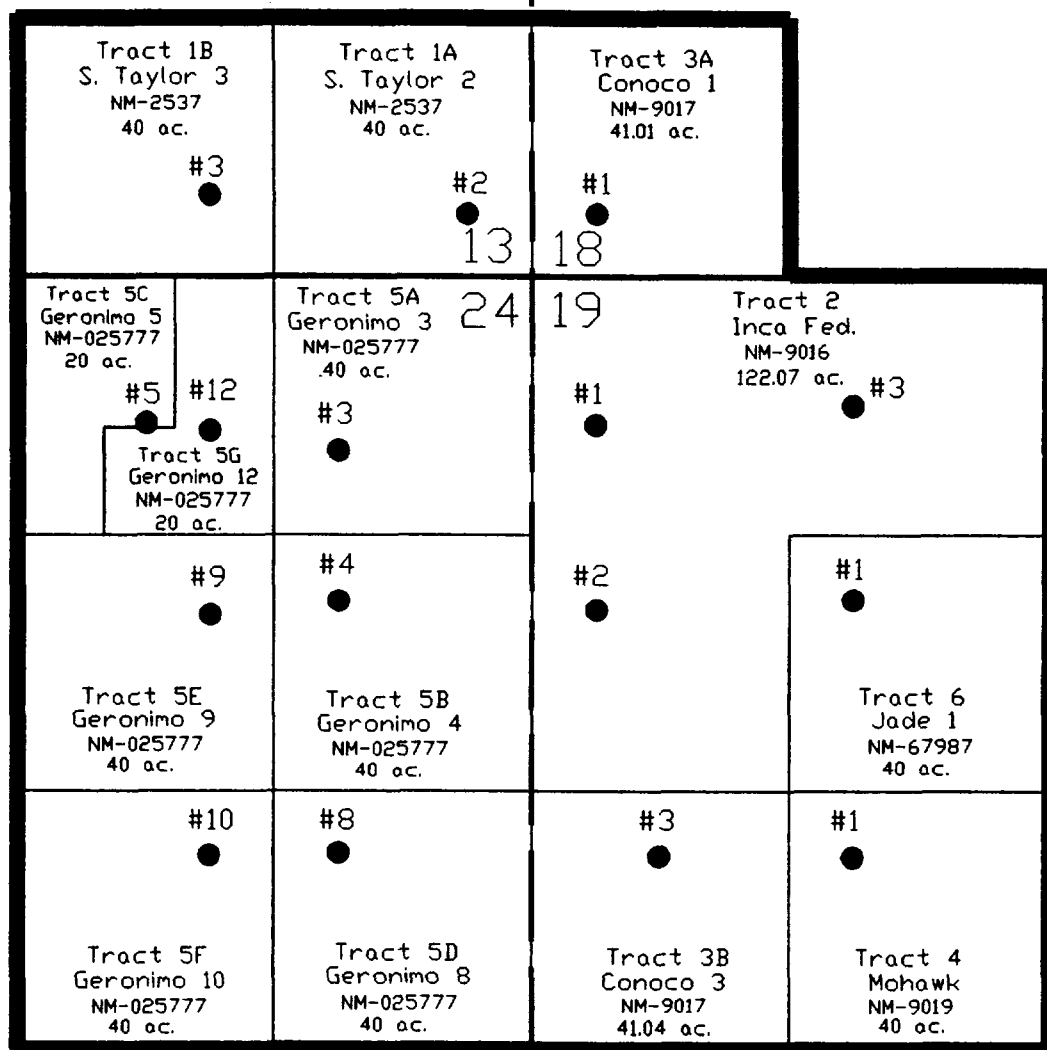 Tract 1B
S. Taylor 3
NM-2537
40 ac.
#3
Tract 1A
S. Taylor 2
NM-2537
40 ac.
#2
13
Tract 3A
Conoco 1
NM-9017
41.01 ac.
#1
18
Tract 5C
Geronimo 5
NM-025777
20 ac.
#5
#12
Tract 5G
Geronimo 12
NM-025777
20 ac.
Tract 5A
Geronimo 3
NM-025777
.40 ac.
#3
24
19
Tract 2
Inca Fed.
NM-9016
122.07 ac.
#1
#3
#2
#9
Tract 5E
Geronimo 9
NM-025777
40 ac.
#4
Tract 5B
Geronimo 4
NM-025777
40 ac.
#1
Tract 6
Jade 1
NM-67987
40 ac.
#10
Tract 5F
Geronimo 10
NM-025777
40 ac.
#8
Tract 5D
Geronimo 8
NM-025777
40 ac.
#3
Tract 3B
Conoco 3
NM-9017
41.04 ac.
#1
Tract 4
Mohawk
NM-9019
40 ac.